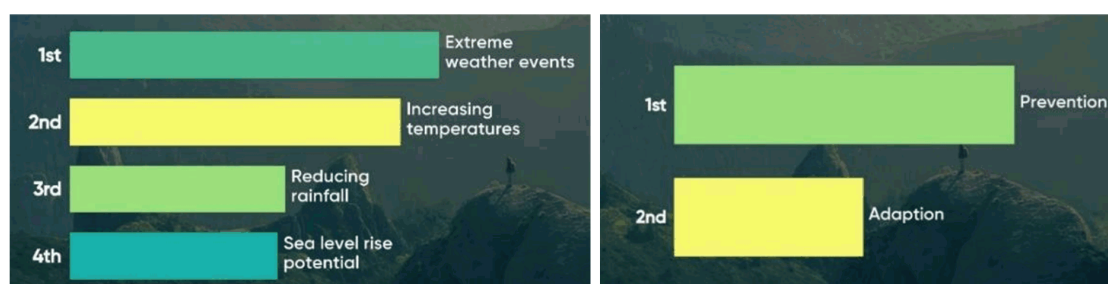 1st
Extreme
weather events
2nd
Increasing
temperatures
3rd
Reducing
rainfall
4th
Sea level rise
potential
1st
Prevention
2nd
Adaption